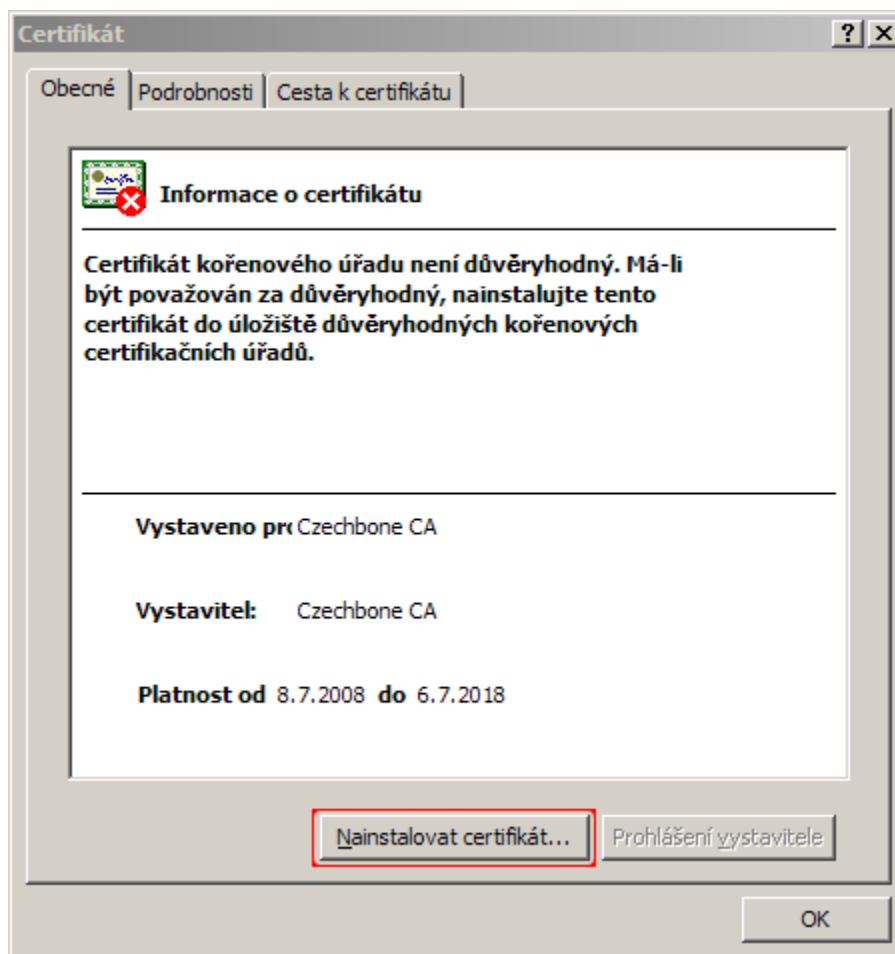 Certifikát
Obecné Podrobnosti Cesta k certifikátu
Informace o certifikátu
Certifikát kořenového úřadu není důvěryhodný. Má-li
být považován za důvěryhodný, nainstalujte tento
certifikát do úložiště důvěryhodných kořenových
certifikačních úřadů.
Vystaveno pro Czechbone CA
Vystavitel: Czechbone CA
Platnost od 8.7.2008 do 6.7.2018
Nainstalovat certifikát... Prohlášení vystavitele
OK